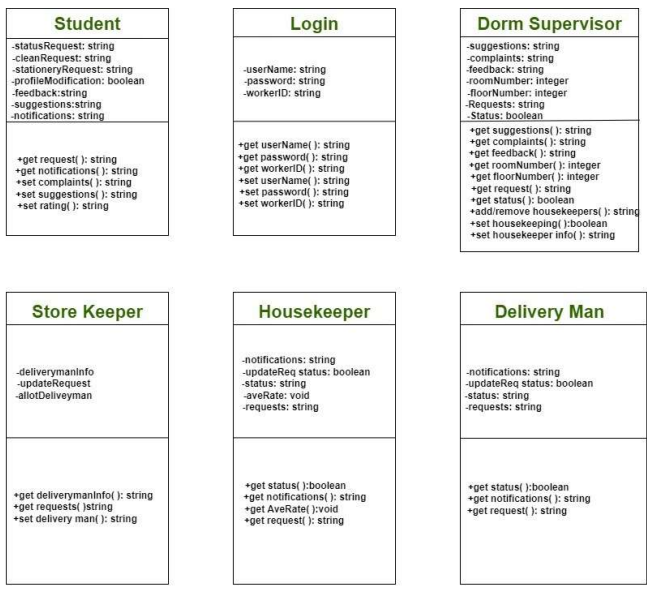 Student
-statusRequest: string
-cleanRequest: string
-stationeryRequest: string
-profileModification: boolean
-feedback:string
-suggestions:string
-notifications: string
+get request( ): string
+get notifications( ): string
+set complaints( ): string
+set suggestions( ): string
+set rating( ): string
Login
-userName: string
-password: string
-workerID: string
+get userName( ): string
+get password( ): string
+get workerID( ): string
+set userName( ): string
+set password( ): string
+set workerID( ): string
Dorm Supervisor
-suggestions: string
-complaints: string
-feedback: string
-roomNumber: integer
-floorNumber: integer
-Requests: string
-Status: boolean
+get suggestions( ): string
+get complaints( ): string
+get feedback( ): string
+get roomNumber( ): integer
+get floorNumber( ): integer
+get request( ): string
+get status( ): boolean
+add/remove housekeepers( ): string
+set housekeeping( ):boolean
+set housekeeper info( ): string
Store Keeper
-deliverymanInfo
-updateRequest
-allotDeliveyman
+get deliverymanInfo( ): string
+get requests( )string
+set delivery man( ): string
Housekeeper
-notifications: string
-updateReq status: boolean
-status: string
-aveRate: void
-requests: string
+get status( ):boolean
+get notifications( ): string
+get AveRate( ):void
+get request( ): string
Delivery Man
-notifications: string
-updateReq status: boolean
-status: string
-requests: string
+get status( ):boolean
+get notifications( ): string
+get request( ): string